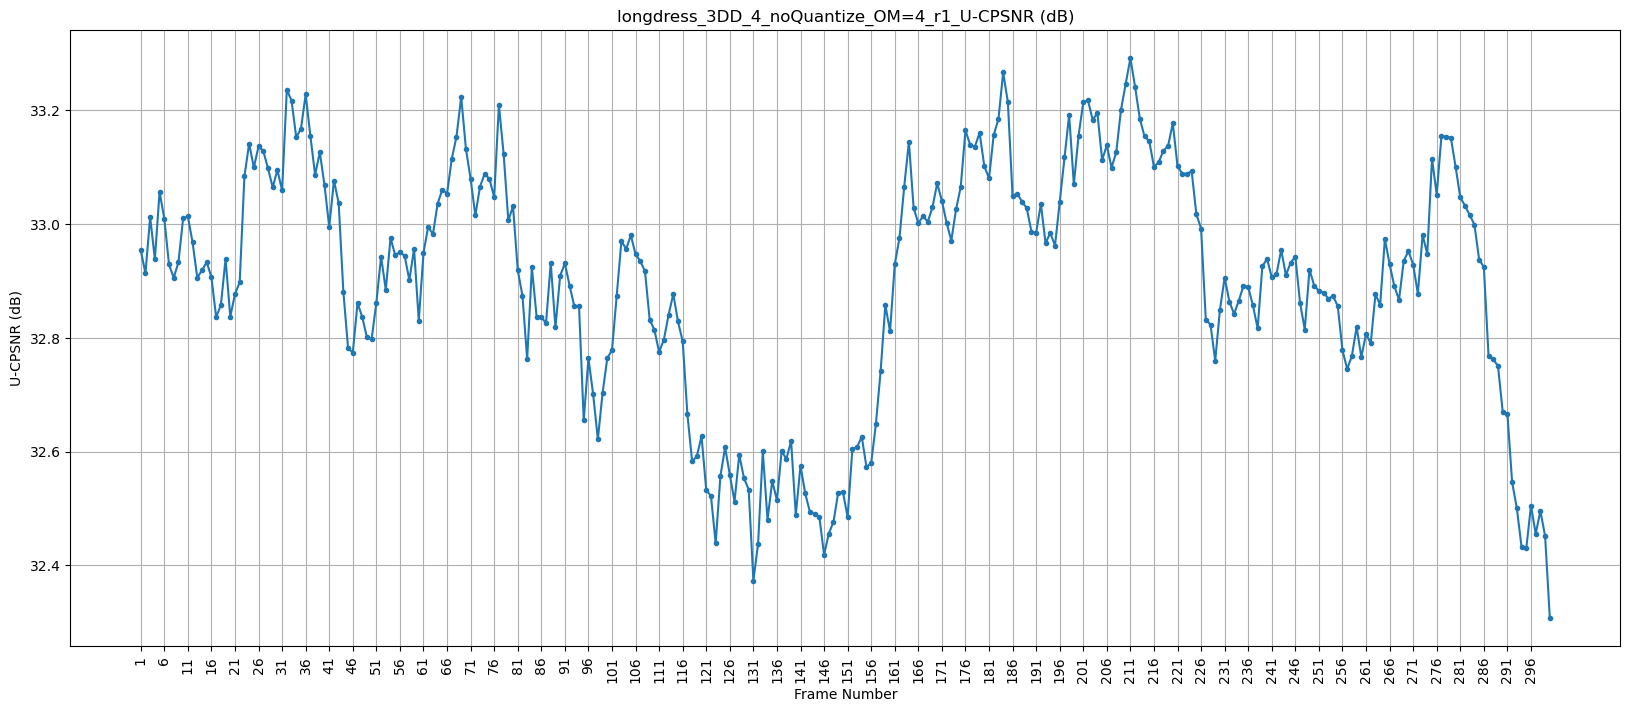 longdress_3DD_4_noQuantize_OM=4_r1_U-CPSNR (dB)
U-CPSNR (dB)
33.2
33.0
32.8
32.6
32.4
1 6 11 16 21 26 31 36 41 46 51 56 61 66 71 76 81 86 91 96 101 106 111 116 121 126 131 136 141 146 151 156 161 166 171 176 181 186 191 196 201 206 211 216 221 226 231 236 241 246 251 256 261 266 271 276 281 286 291 296
Frame Number